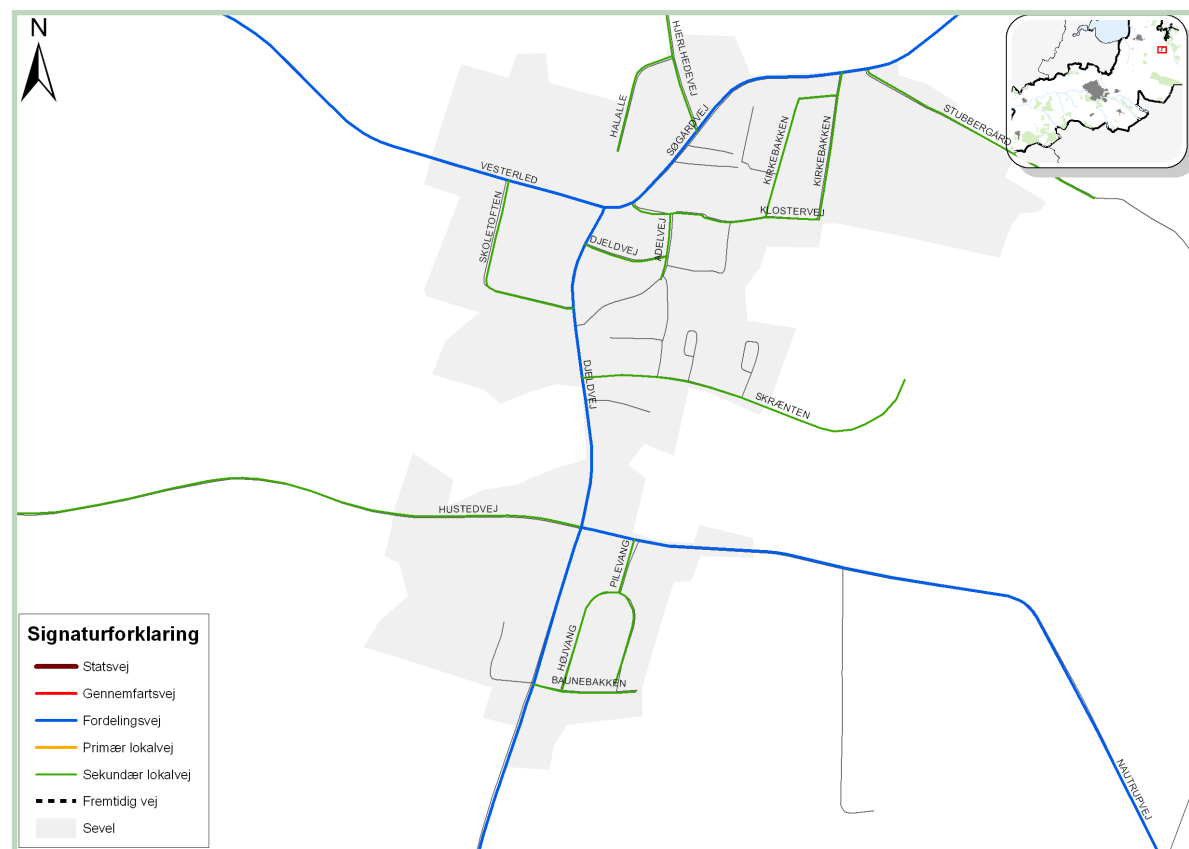 N
HJERLHEDEVEJ
HALALLE
SØGÅRDVEJ
STUBBERGÅRD
KIRKEBAKKEN
KIRKEBAKKEN
VESTERLED
SKOLETOFTEN
KLOSTERVEJ
DJELDVEJ
ADELVEJ
DJELDVEJ
SKRÆNTEN
HUSTEDVEJ
PILEVANG
HØJVANG
BAUNEBAKKEN
NAUTRUPVEJ
Signaturforklaring
Statsvej
Gennemfartsvej
Fordelingsvej
Primær lokalvej
Sekundær lokalvej
Fremtidig vej
Sevel